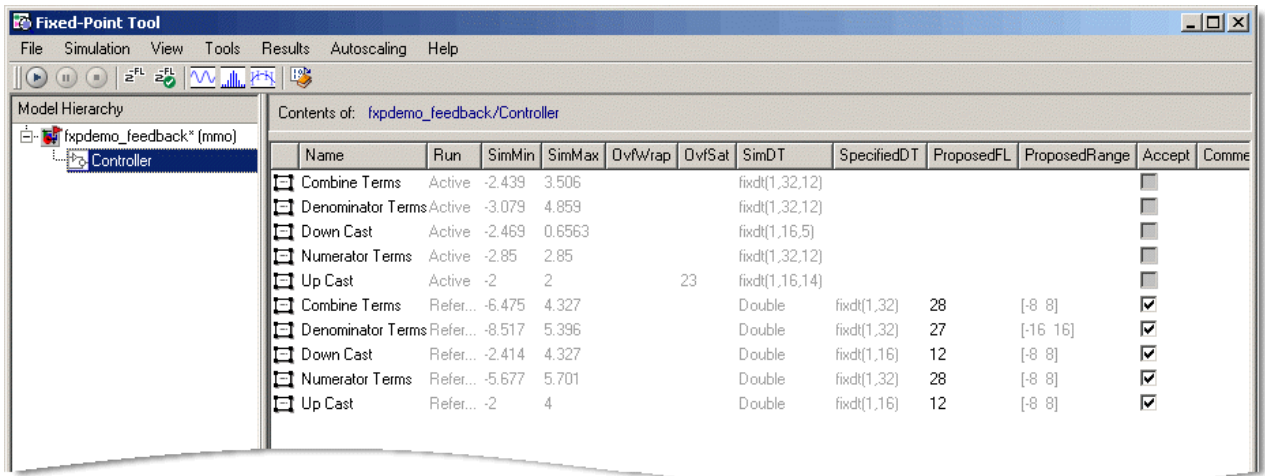 Fixed-Point Tool
File Simulation View Tools Results Autoscaling Help
Model Hierarchy
Contents of: fxpdemo_feedback/Controller
fxpdemo_feedback* (mmo)
Controller
Name Run SimMin SimMax OvfWrap OvfSat SimDT SpecifiedDT ProposedFL ProposedRange Accept Comme
Combine Terms Active -2.439 3.506 fixdt(1,32,12)
Denominator Terms Active -3.079 4.859 fixdt(1,32,12)
Down Cast Active -2.469 0.6563 fixdt(1,16,5)
Numerator Terms Active -2.85 2.85 fixdt(1,32,12)
Up Cast Active -2 2 23 fixdt(1,16,14)
Combine Terms Refer... -6.475 4.327 Double fixdt(1,32) 28 [-8 8]
Denominator Terms Refer... -8.517 5.396 Double fixdt(1,32) 27 [-16 16]
Down Cast Refer... -2.414 4.327 Double fixdt(1,16) 12 [-8 8]
Numerator Terms Refer... -5.677 5.701 Double fixdt(1,32) 28 [-8 8]
Up Cast Refer... -2 4 Double fixdt(1,16) 12 [-8 8]